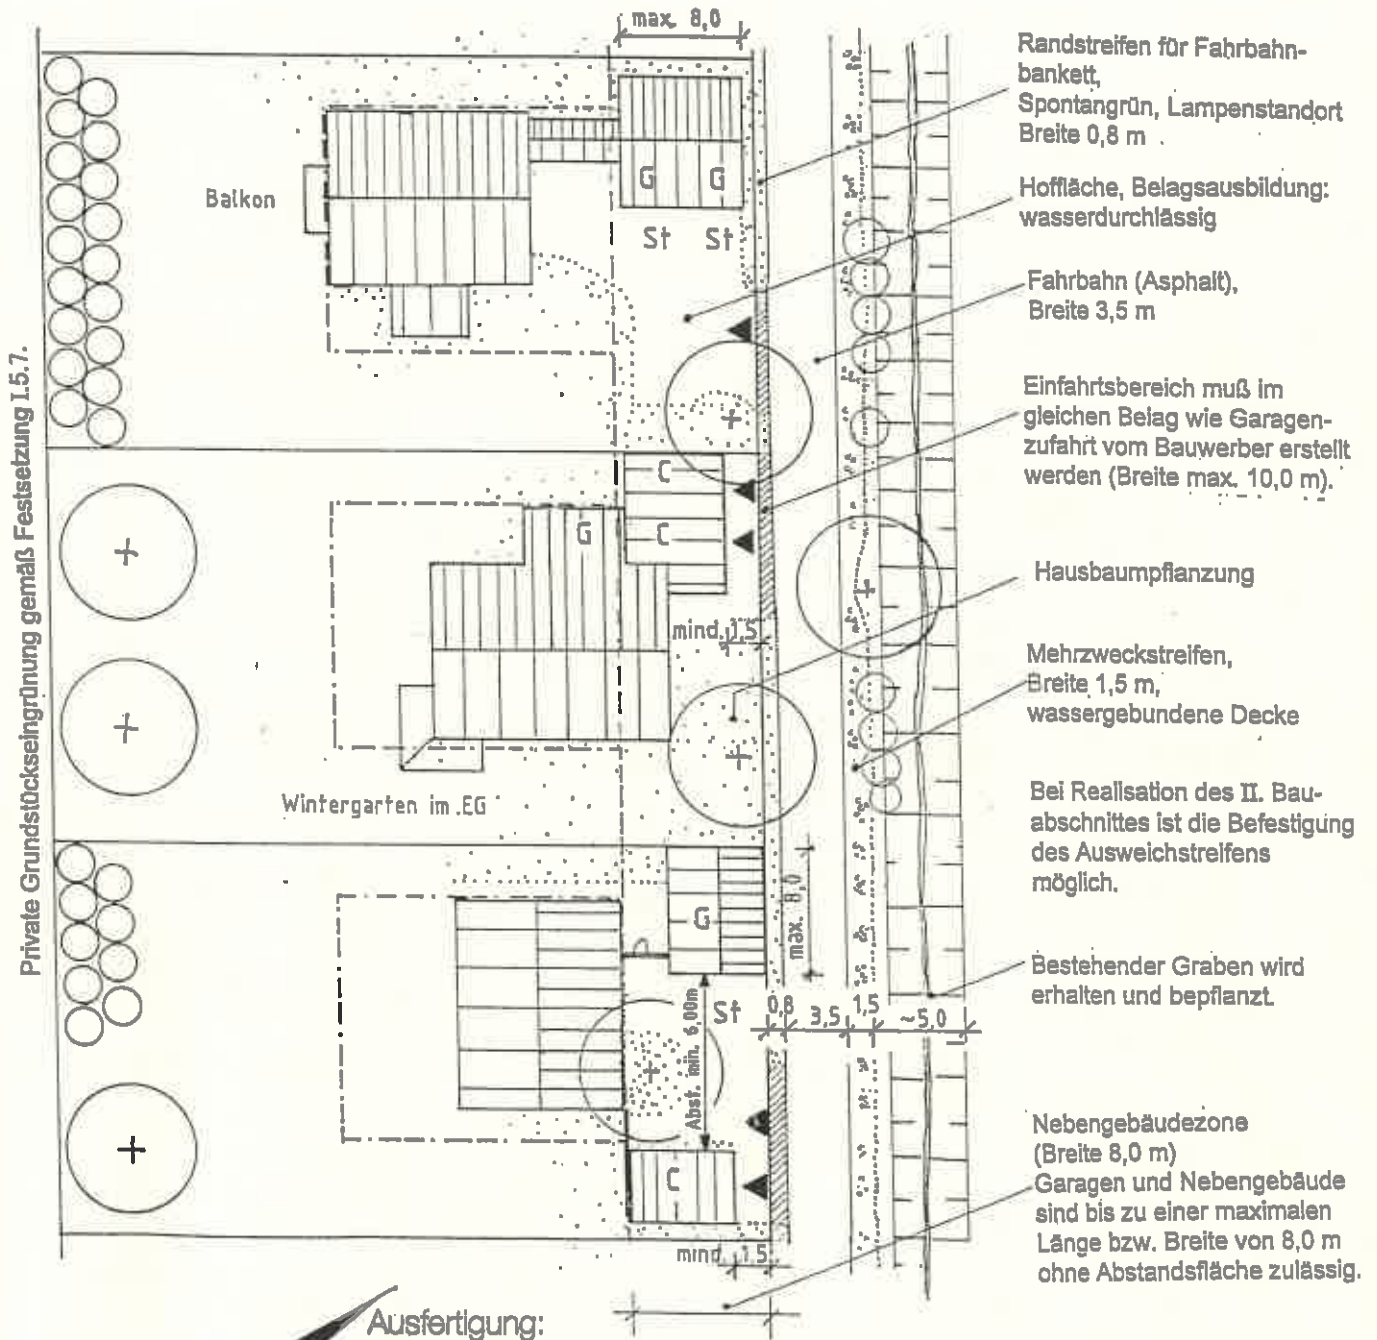 max. 8,0
Randstreifen für Fahrbahn-
bankett,
Spontangrün, Lampenstandort
Breite 0,8 m
Balkon
G G
St St
Hoffläche, Belagsausbildung:
wasserdurchlässig
Fahrbahn (Asphalt),
Breite 3,5 m
Private Grundstückseingrünung gemäß Festsetzung I.5.7.
Einfahrtsbereich muß im
gleichen Belag wie Garagen-
zufahrt vom Bauwerber erstellt
werden (Breite max. 10,0 m).
C
G
C
Hausbaumpflanzung
mind. 1,5
Mehrzweckstreifen,
Breite 1,5 m,
wassergebundene Decke
Wintergarten im .EG
Bei Realisation des II. Bau-
abschnittes ist die Befestigung
des Ausweichstreifens
möglich.
G
max. 8,0
Bestehender Graben wird
erhalten und bepflanzt.
Abst. min. 6,00m
St
0,8
3,5
1,5
~5,0
Nebengebäudezone
(Breite 8,0 m)
Garagen und Nebengebäude
sind bis zu einer maximalen
Länge bzw. Breite von 8,0 m
ohne Abstandsfläche zulässig.
C
mind. 1,5
Ausfertigung: